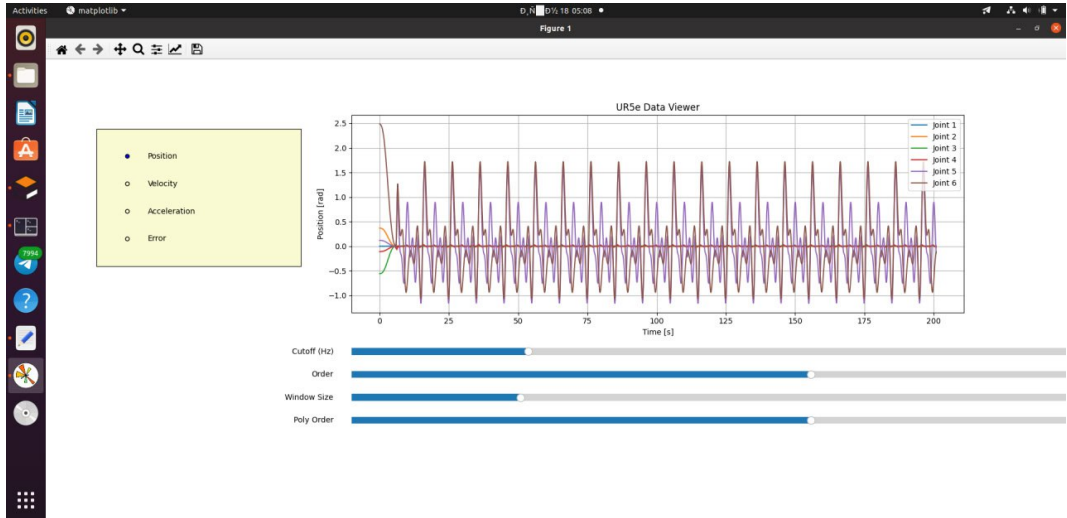 Activities
matplotlib
18 05:08
Figure 1
UR5e Data Viewer
Position
Velocity
Acceleration
Error
Position [rad]
2.5
2.0
1.5
1.0
0.5
0.0
−0.5
−1.0
Joint 1
Joint 2
Joint 3
Joint 4
Joint 5
Joint 6
0 25 50 75 100 125 150 175 200
Time [s]
Cutoff (Hz)
Order
Window Size
Poly Order
7994